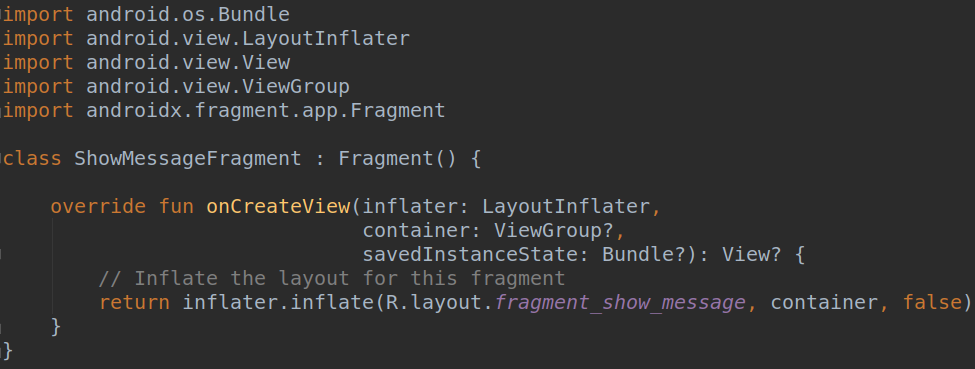 import android.os.Bundle
import android.view.LayoutInflater
import android.view.View
import android.view.ViewGroup
import androidx.fragment.app.Fragment
class ShowMessageFragment : Fragment() {
override fun onCreateView(inflater: LayoutInflater,
container: ViewGroup?,
savedInstanceState: Bundle?): View? {
// Inflate the layout for this fragment
return inflater.inflate(R.layout.fragment_show_message, container, false)
}
}